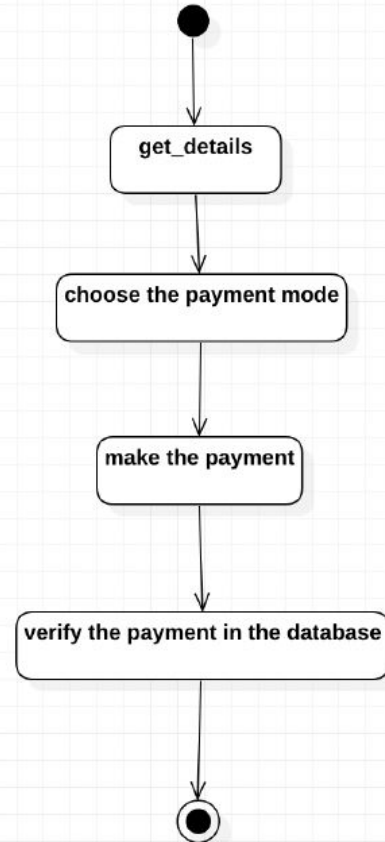 get_details
choose the payment mode
make the payment
verify the payment in the database